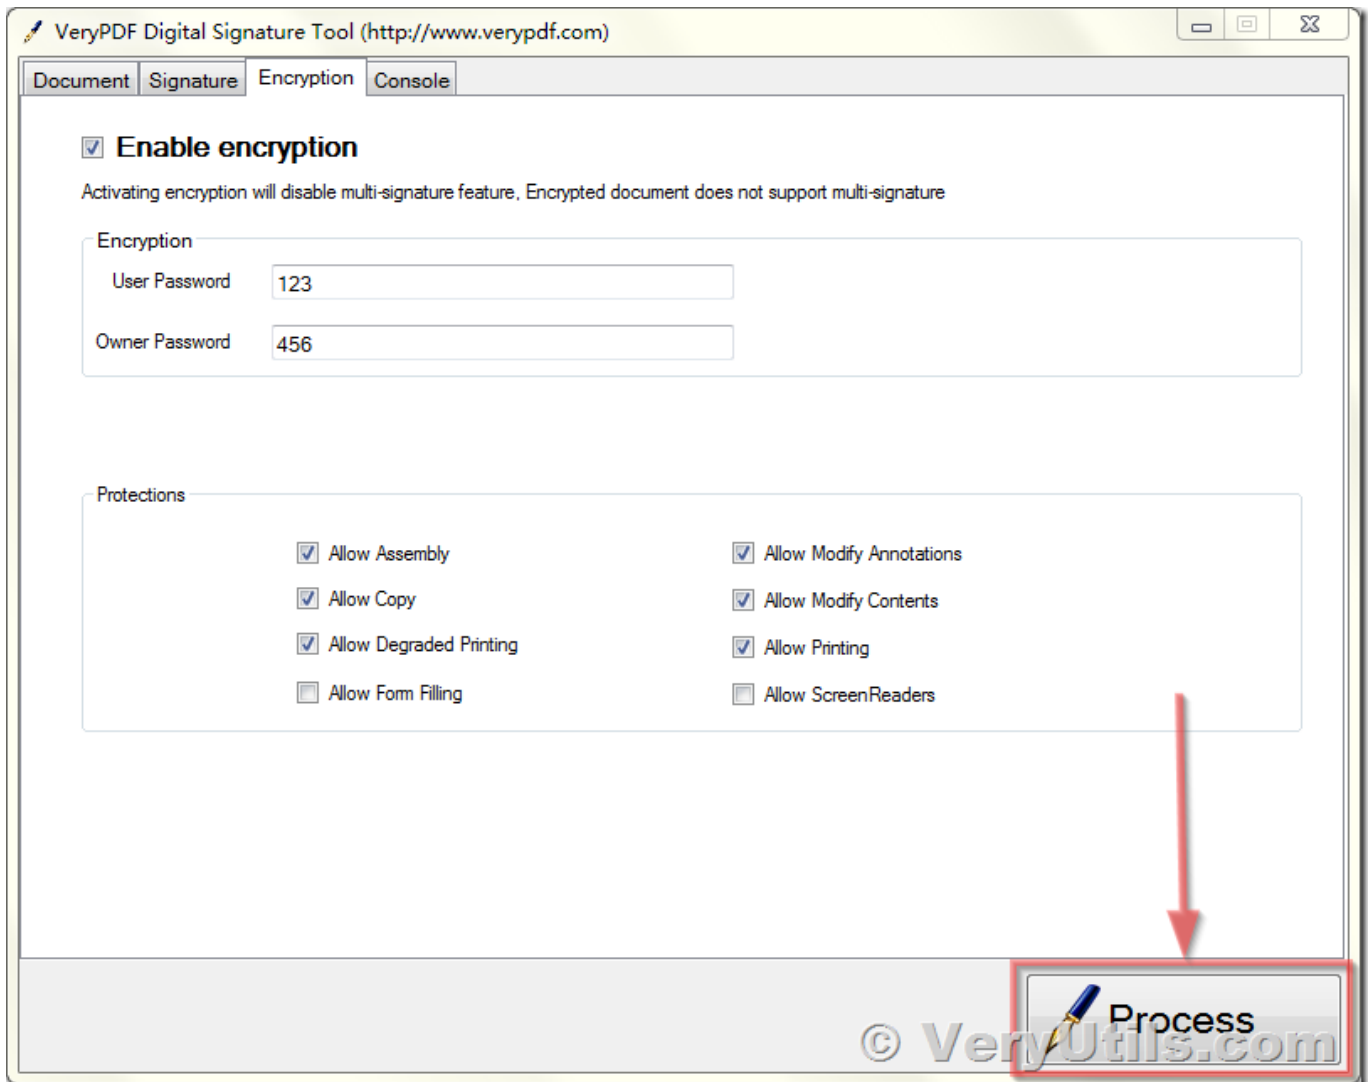 VeryPDF Digital Signature Tool (http://www.verypdf.com)
Document Signature Encryption Console
Enable encryption
Activating encryption will disable multi-signature feature, Encrypted document does not support multi-signature
Encryption
User Password 123
Owner Password 456
Protections
Allow Assembly Allow Modify Annotations
Allow Copy Allow Modify Contents
Allow Degraded Printing Allow Printing
Allow Form Filling Allow ScreenReaders
Process
© VeryUtils.com